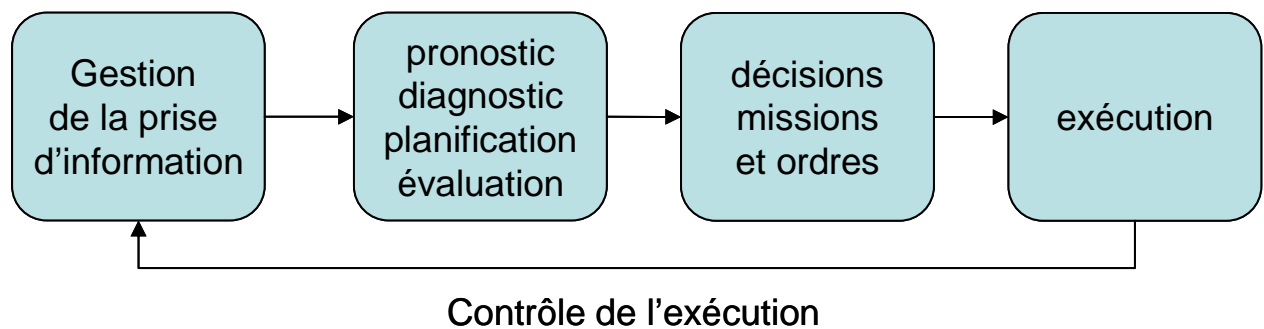 Gestion
de la prise
d’information
pronostic
diagnostic
planification
évaluation
décisions
missions
et ordres
exécution
Contrôle de l’exécution